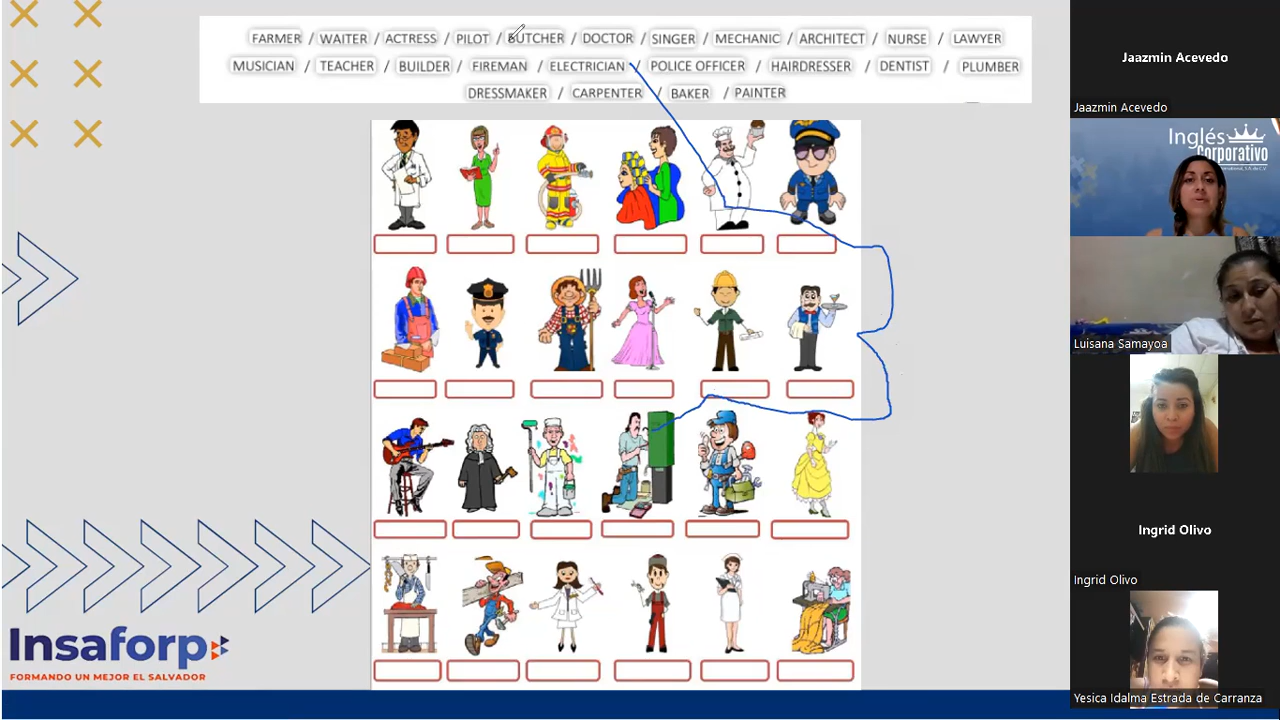 FARMER / WAITER / ACTRESS / PILOT / BUTCHER / DOCTOR / SINGER / MECHANIC / ARCHITECT / NURSE / LAWYER
MUSICIAN / TEACHER / BUILDER / FIREMAN / ELECTRICIAN / POLICE OFFICER / HAIRDRESSER / DENTIST / PLUMBER
DRESSMAKER / CARPENTER / BAKER / PAINTER
Insaforp
FORMANDO UN MEJOR EL SALVADOR
Jaazmin Acevedo
Jaazmin Acevedo
Inglés
Corporativo
Luisana Samayoa
Ingrid Olivo
Ingrid Olivo
Yesica Idalma Estrada de Carranza